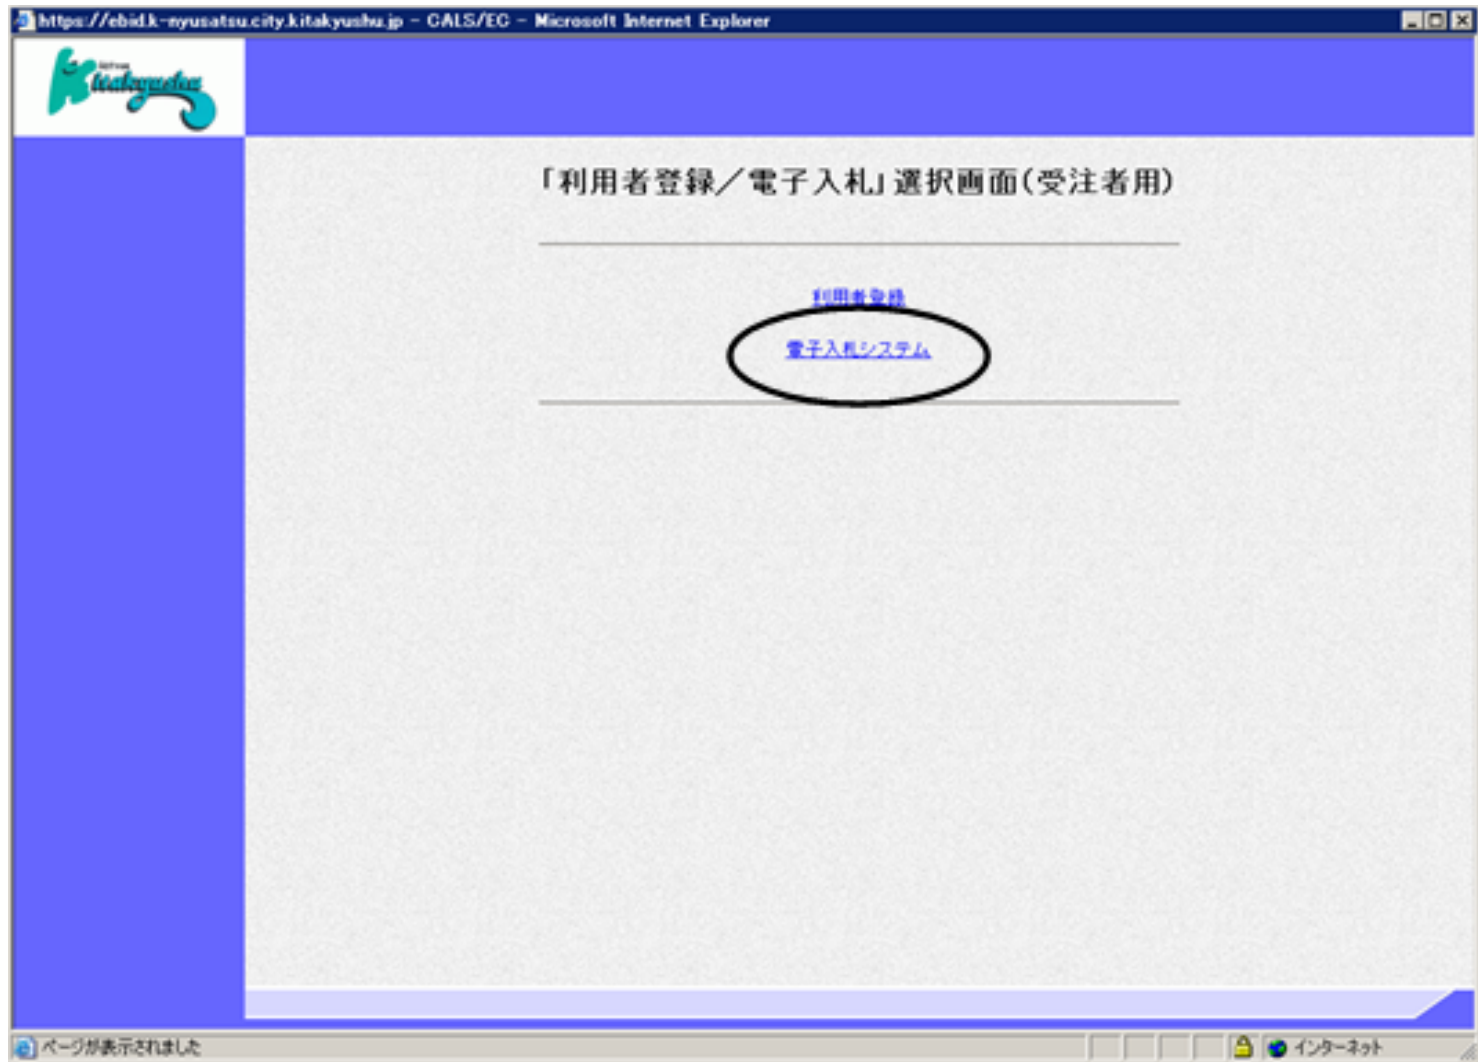 https://ebid.k-nyusatsu.city.kitakyushu.jp - CALS/EC - Microsoft Internet Explorer
Kitakyushu
「利用者登録／電子入札」選択画面(受注者用)
利用者登録
電子入札システム
ページが表示されました
インターネット